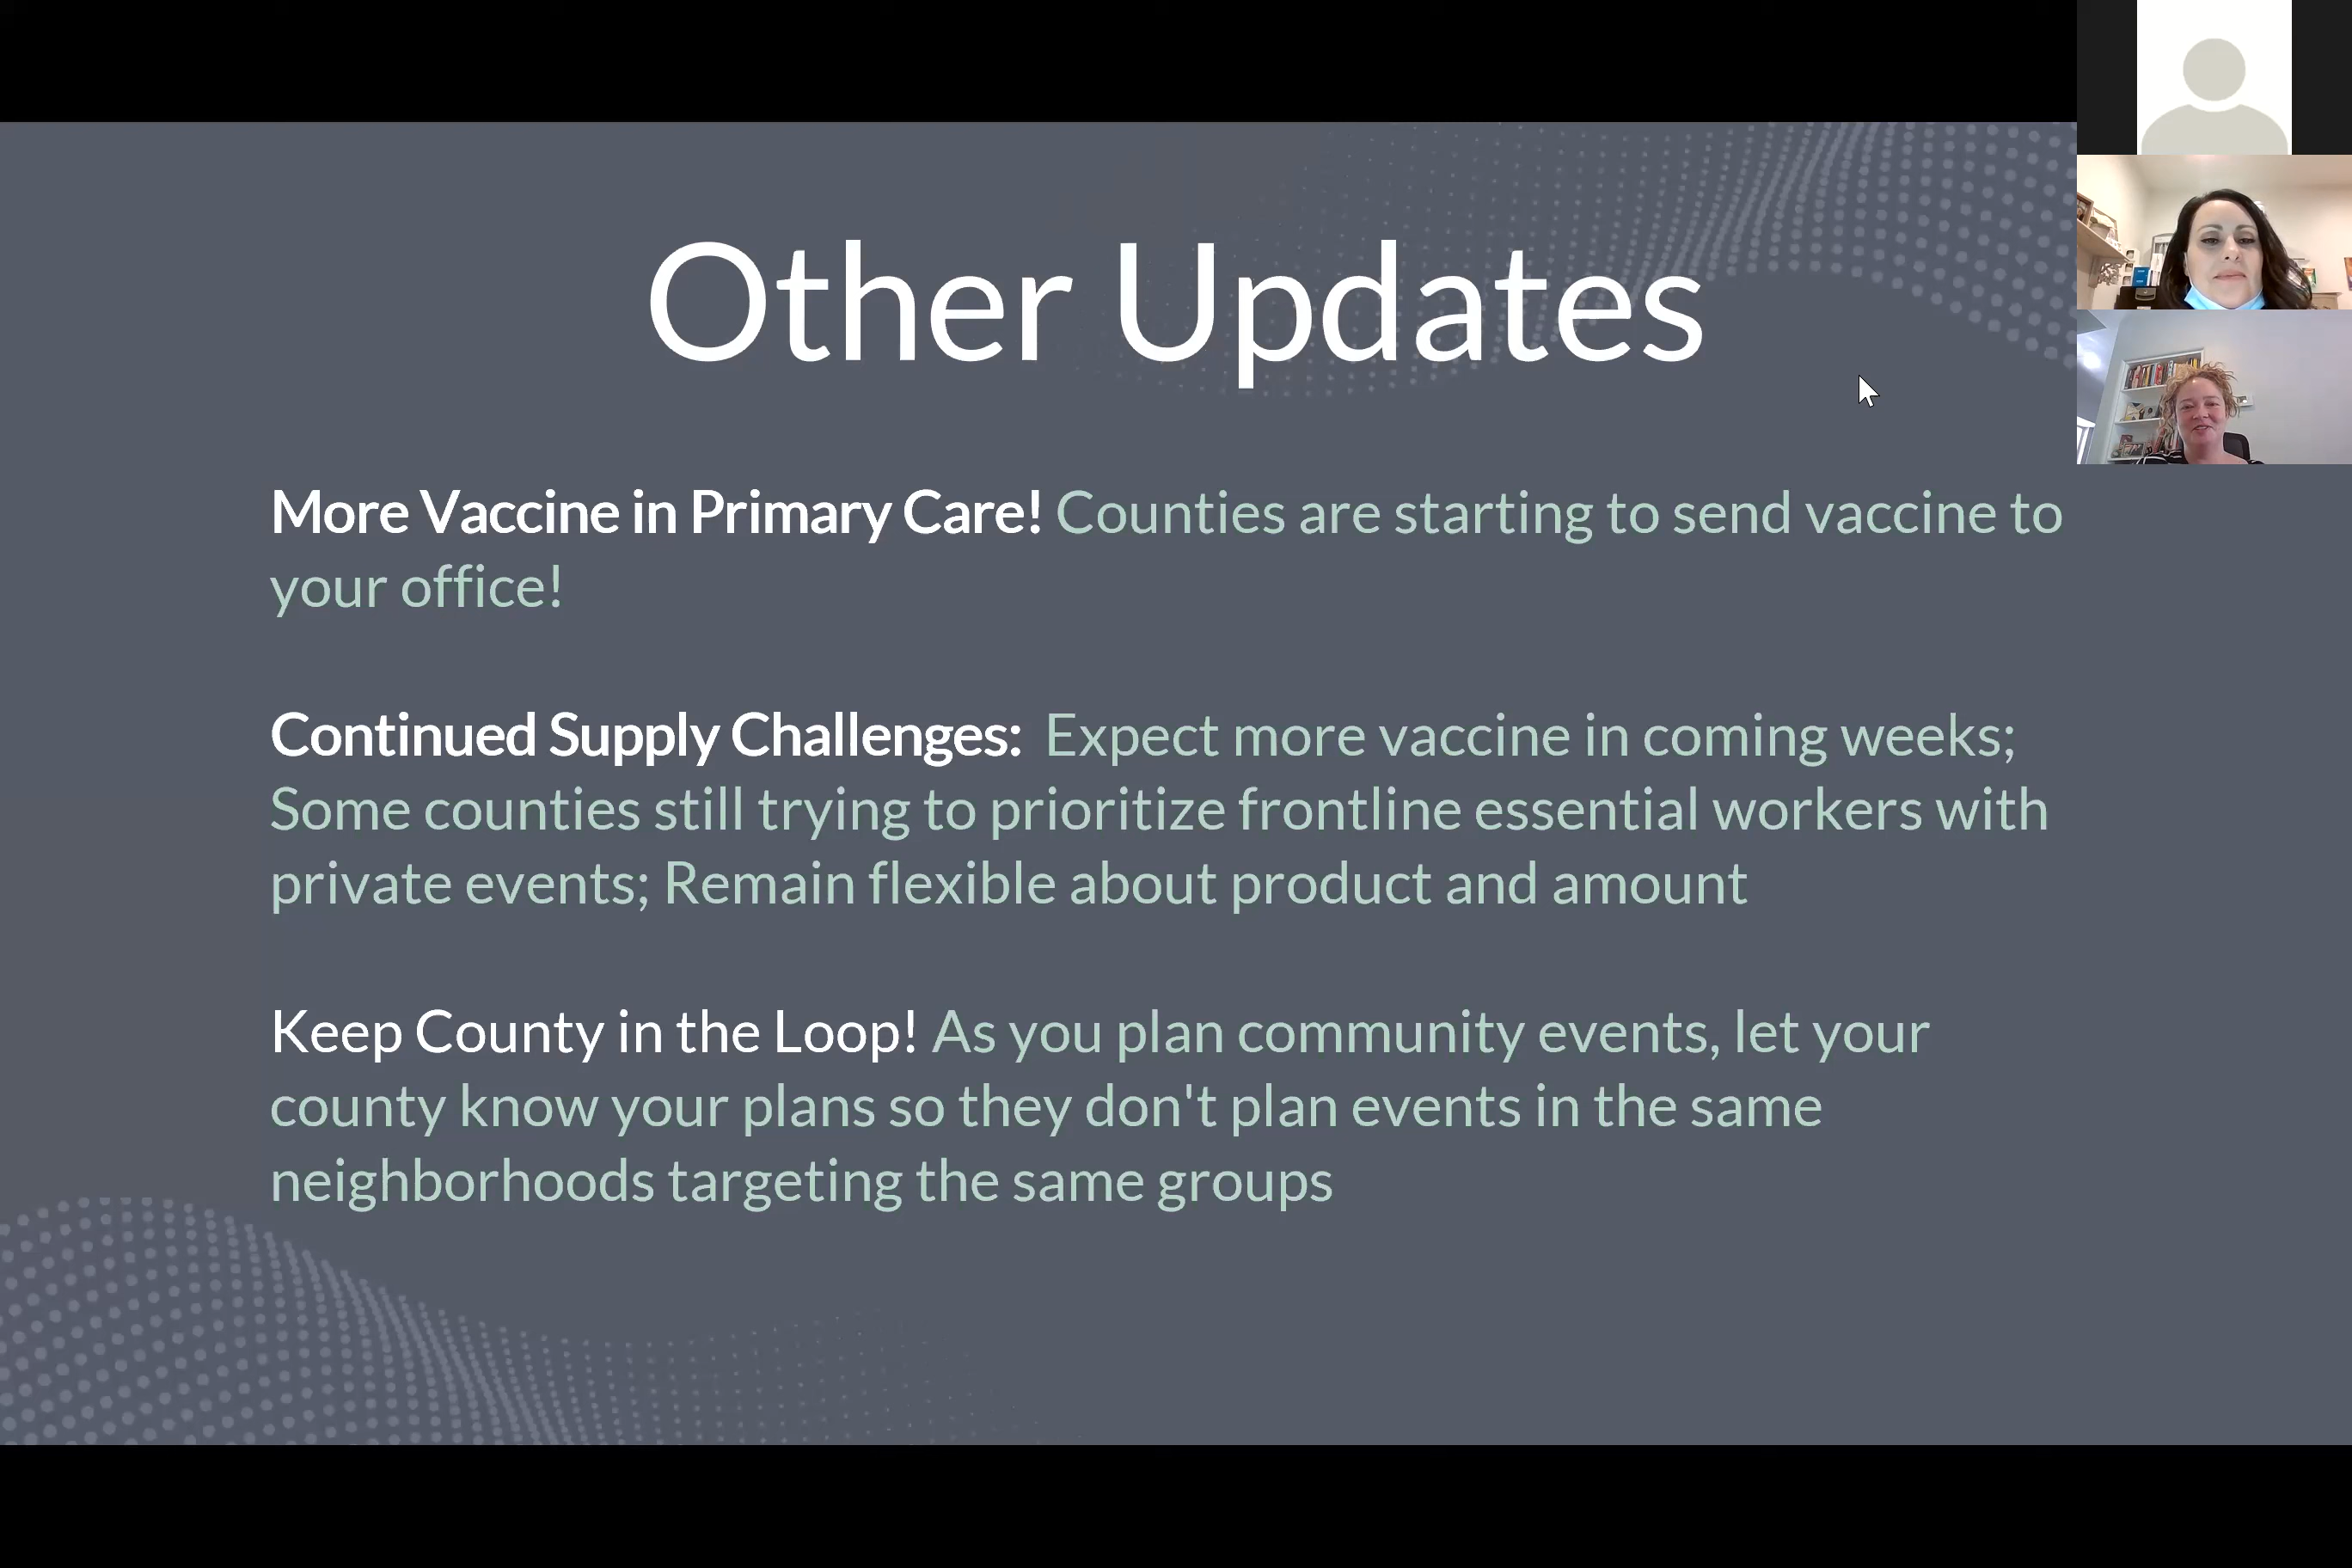 Other Updates
More Vaccine in Primary Care! Counties are starting to send vaccine to
your office!
Continued Supply Challenges: Expect more vaccine in coming weeks;
Some counties still trying to prioritize frontline essential workers with
private events; Remain flexible about product and amount
Keep County in the Loop! As you plan community events, let your
county know your plans so they don't plan events in the same
neighborhoods targeting the same groups